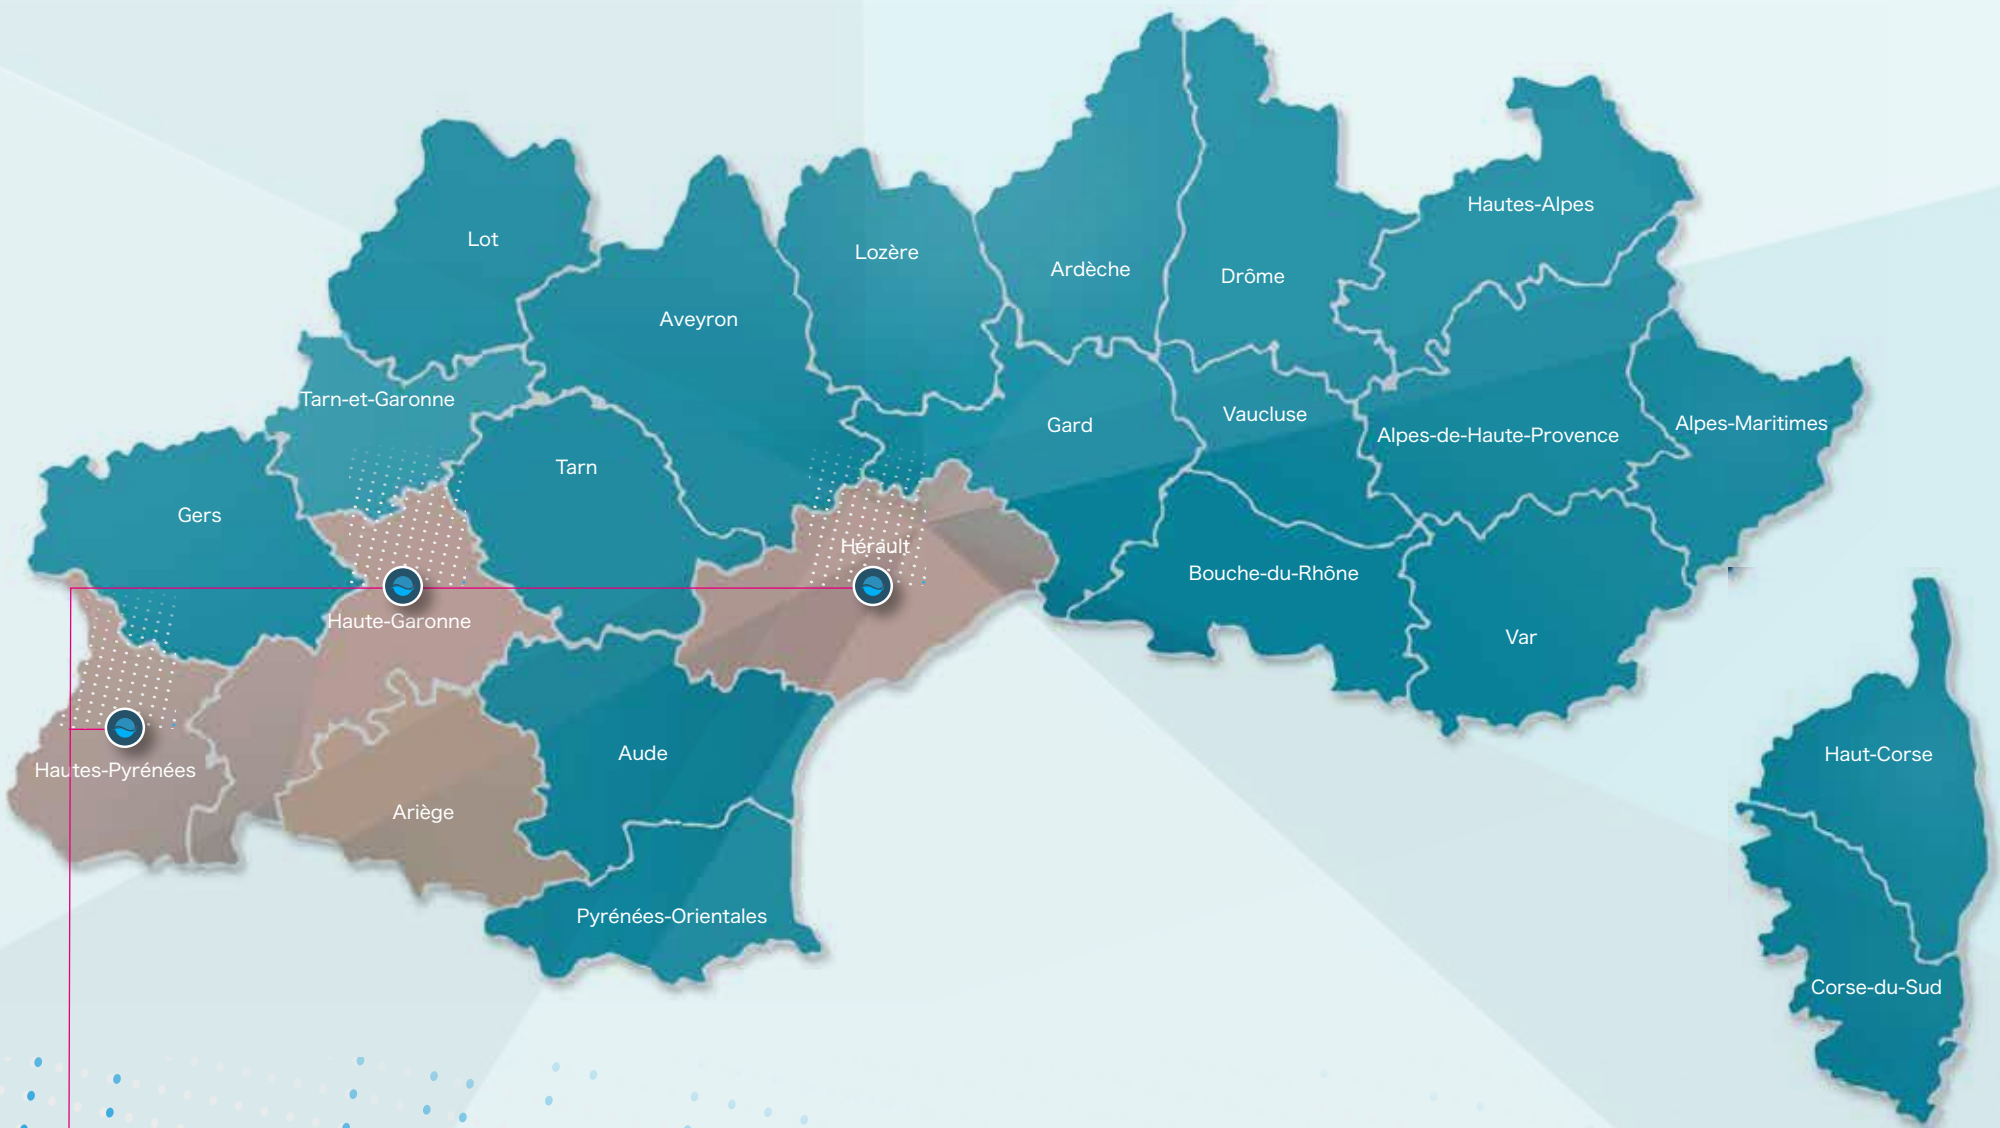 Hautes-Alpes
Lot
Lozère
Ardèche
Drôme
Aveyron
Tarn-et-Garonne
Gard
Vaucluse
Alpes-de-Haute-Provence
Alpes-Maritimes
Tarn
Gers
Hérault
Bouche-du-Rhône
Haute-Garonne
Var
Hautes-Pyrénées
Aude
Haut-Corse
Ariège
Pyrénées-Orientales
Corse-du-Sud